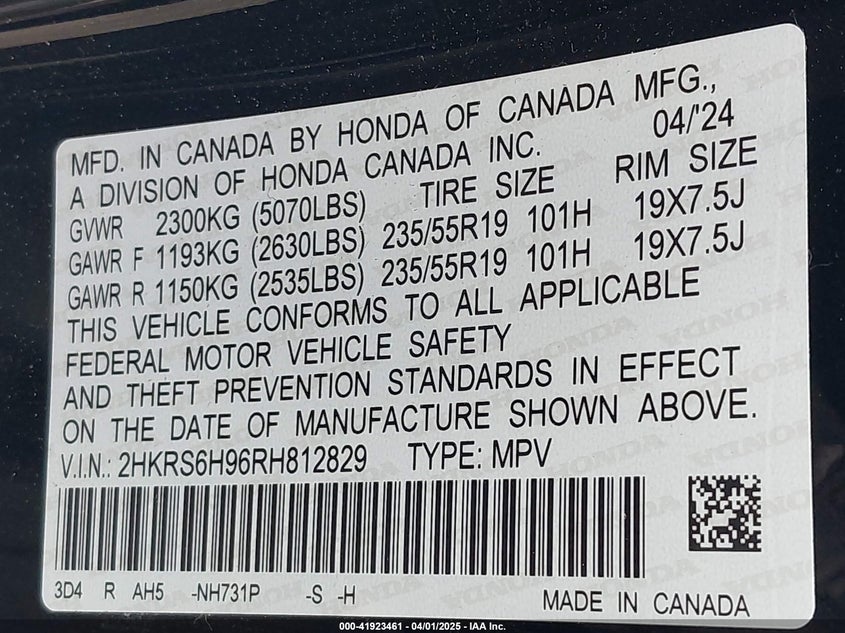 MFD. IN CANADA BY HONDA OF CANADA MFG.,
A DIVISION OF HONDA CANADA INC. 04/'24
GVWR 2300KG (5070LBS) TIRE SIZE RIM SIZE
GAWR F 1193KG (2630LBS) 235/55R19 101H 19X7.5J
GAWR R 1150KG (2535LBS) 235/55R19 101H 19X7.5J
THIS VEHICLE CONFORMS TO ALL APPLICABLE
FEDERAL MOTOR VEHICLE SAFETY
AND THEFT PREVENTION STANDARDS IN EFFECT
ON THE DATE OF MANUFACTURE SHOWN ABOVE.
V.I.N.: 2HKRS6H96RH812829 TYPE: MPV
3D4 R AH5 -NH731P -S -H MADE IN CANADA
000-41923461 - 04/01/2025 - IAA Inc.